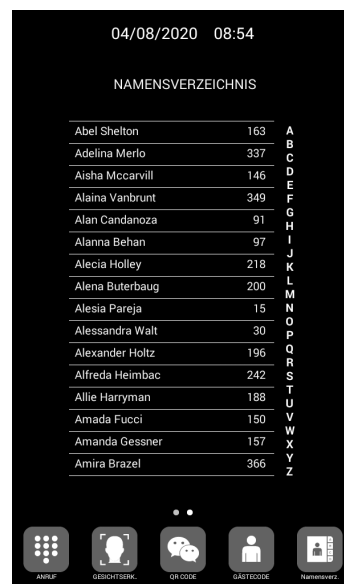 04/08/2020 08:54
NAMENSVERZEICHNIS
Abel Shelton 163
Adelina Merlo 337
Aisha Mccarvill 146
Alaina Vanbrunt 349
Alan Candanoza 91
Alanna Behan 97
Alecia Holley 218
Alena Buterbaug 200
Alesia Pareja 15
Alessandra Walt 30
Alexander Holtz 196
Alfreda Heimbac 242
Allie Harryman 188
Amada Fucci 150
Amanda Gessner 157
Amira Brazel 366
A
B
C
D
E
F
G
H
I
J
K
L
M
N
O
P
Q
R
S
T
U
V
W
X
Y
Z
ANRUF GESICHTSERK.. QR CODE GÄSTECODE Namensverz.